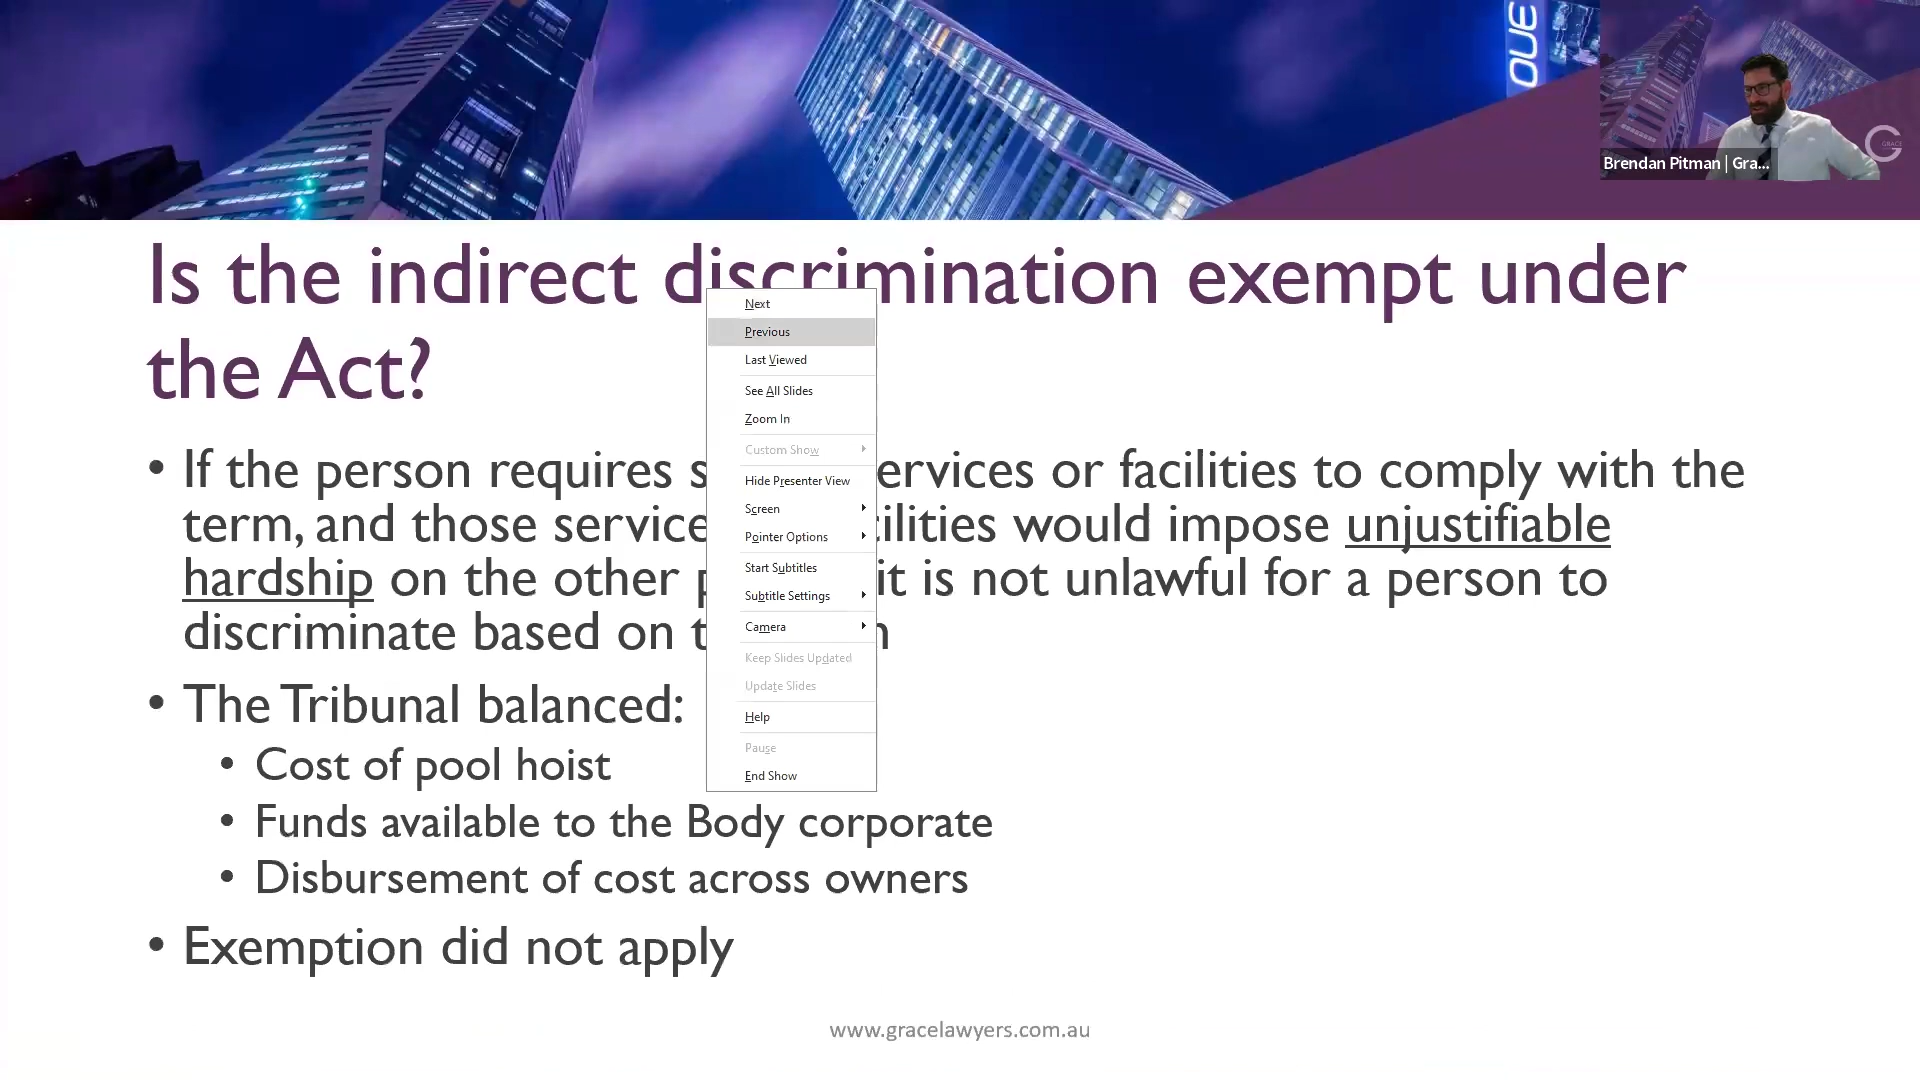 OUE
GRACE
Brendan Pitman | Gra...
Is the indirect discrimination exempt under
the Act?
• If the person requires s ervices or facilities to comply with the
term, and those service cilities would impose unjustifiable
hardship on the other p it is not unlawful for a person to
discriminate based on t n
• The Tribunal balanced:
• Cost of pool hoist
• Funds available to the Body corporate
• Disbursement of cost across owners
• Exemption did not apply
Next
Previous
Last Viewed
See All Slides
Zoom In
Custom Show
Hide Presenter View
Screen
Pointer Options
Start Subtitles
Subtitle Settings
Camera
Keep Slides Updated
Update Slides
Help
Pause
End Show
www.gracelawyers.com.au